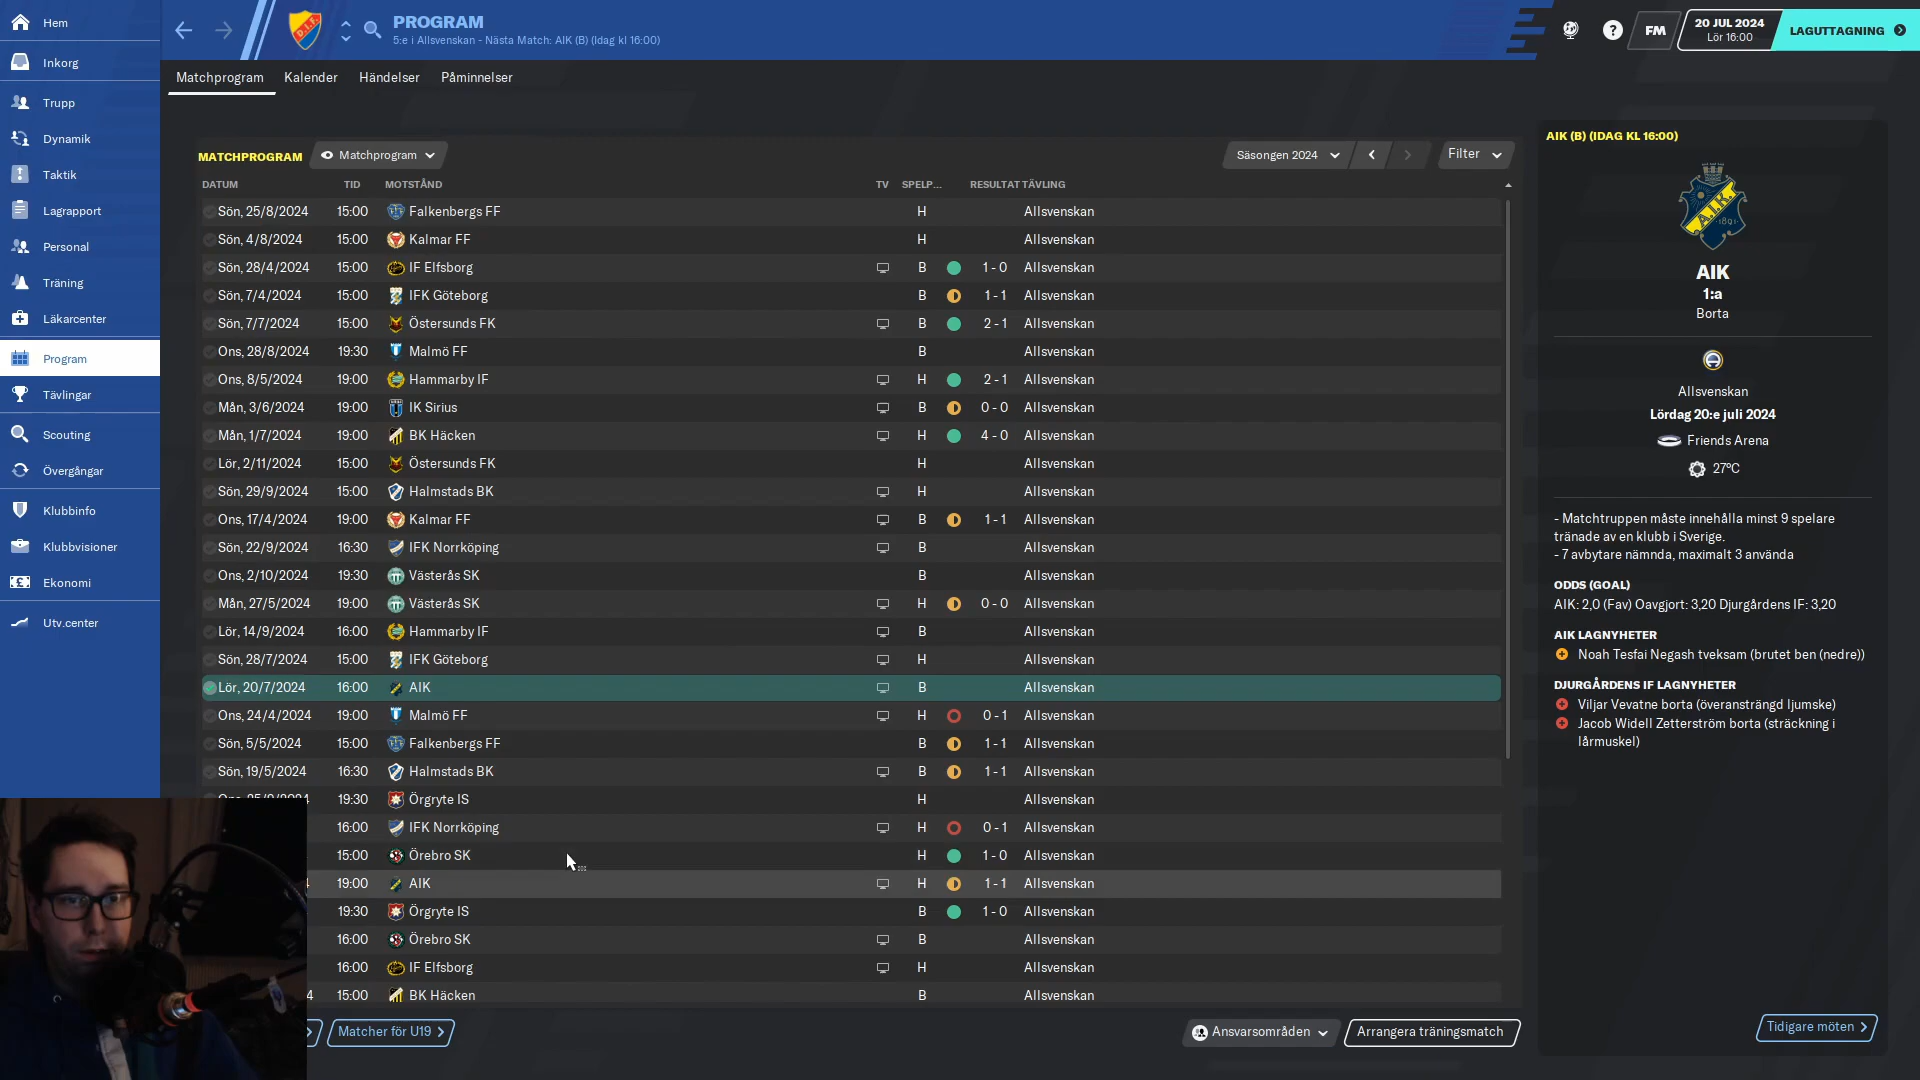 Hem
Inkorg
Trupp
Dynamik
Taktik
Lagrapport
Personal
Träning
Läkarcenter
Program
Tävlingar
Scouting
Övergångar
Klubbinfo
Klubbvisioner
Ekonomi
Utv.center
PROGRAM
5:e i Allsvenskan - Nästa Match: AIK (B) (Idag kl 16:00)
FM
20 JUL 2024
Lör 16:00
LAGUTTAGNING
Matchprogram Kalender Händelser Påminnelser
MATCHPROGRAM Matchprogram Säsongen 2024 Filter
DATUM TID MOTSTÅND TV SPELP... RESULTAT TÄVLING
Sön, 25/8/2024 15:00 Falkenbergs FF H Allsvenskan
Sön, 4/8/2024 15:00 Kalmar FF H Allsvenskan
Sön, 28/4/2024 15:00 IF Elfsborg B 1 - 0 Allsvenskan
Sön, 7/4/2024 15:00 IFK Göteborg B 1 - 1 Allsvenskan
Sön, 7/7/2024 15:00 Östersunds FK B 2 - 1 Allsvenskan
Ons, 28/8/2024 19:30 Malmö FF B Allsvenskan
Ons, 8/5/2024 19:00 Hammarby IF H 2 - 1 Allsvenskan
Mån, 3/6/2024 19:00 IK Sirius B 0 - 0 Allsvenskan
Mån, 1/7/2024 19:00 BK Häcken H 4 - 0 Allsvenskan
Lör, 2/11/2024 15:00 Östersunds FK H Allsvenskan
Sön, 29/9/2024 15:00 Halmstads BK H Allsvenskan
Ons, 17/4/2024 19:00 Kalmar FF B 1 - 1 Allsvenskan
Sön, 22/9/2024 16:30 IFK Norrköping B Allsvenskan
Ons, 2/10/2024 19:30 Västerås SK B Allsvenskan
Mån, 27/5/2024 19:00 Västerås SK H 0 - 0 Allsvenskan
Lör, 14/9/2024 16:00 Hammarby IF B Allsvenskan
Sön, 28/7/2024 15:00 IFK Göteborg H Allsvenskan
Lör, 20/7/2024 16:00 AIK B Allsvenskan
Ons, 24/4/2024 19:00 Malmö FF H 0 - 1 Allsvenskan
Sön, 5/5/2024 15:00 Falkenbergs FF B 1 - 1 Allsvenskan
Sön, 19/5/2024 16:30 Halmstads BK B 1 - 1 Allsvenskan
19:30 Örgryte IS H Allsvenskan
16:00 IFK Norrköping H 0 - 1 Allsvenskan
15:00 Örebro SK H 1 - 0 Allsvenskan
19:00 AIK H 1 - 1 Allsvenskan
19:30 Örgryte IS B 1 - 0 Allsvenskan
16:00 Örebro SK B Allsvenskan
16:00 IF Elfsborg H Allsvenskan
4 15:00 BK Häcken B Allsvenskan
Matcher för U19 Ansvarsområden Arrangera träningsmatch
AIK (B) (IDAG KL 16:00)
AIK
1:a
Borta
Allsvenskan
Lördag 20:e juli 2024
Friends Arena
27°C
- Matchtruppen måste innehålla minst 9 spelare
tränade av en klubb i Sverige.
- 7 avbytare nämnda, maximalt 3 använda
ODDS (GOAL)
AIK: 2,0 (Fav) Oavgjort: 3,20 Djurgårdens IF: 3,20
AIK LAGNYHETER
Noah Tesfai Negash tveksam (brutet ben (nedre))
DJURGÅRDENS IF LAGNYHETER
Viljar Vevatne borta (överansträngd ljumske)
Jacob Widell Zetterström borta (sträckning i
lårmuskel)
Tidigare möten